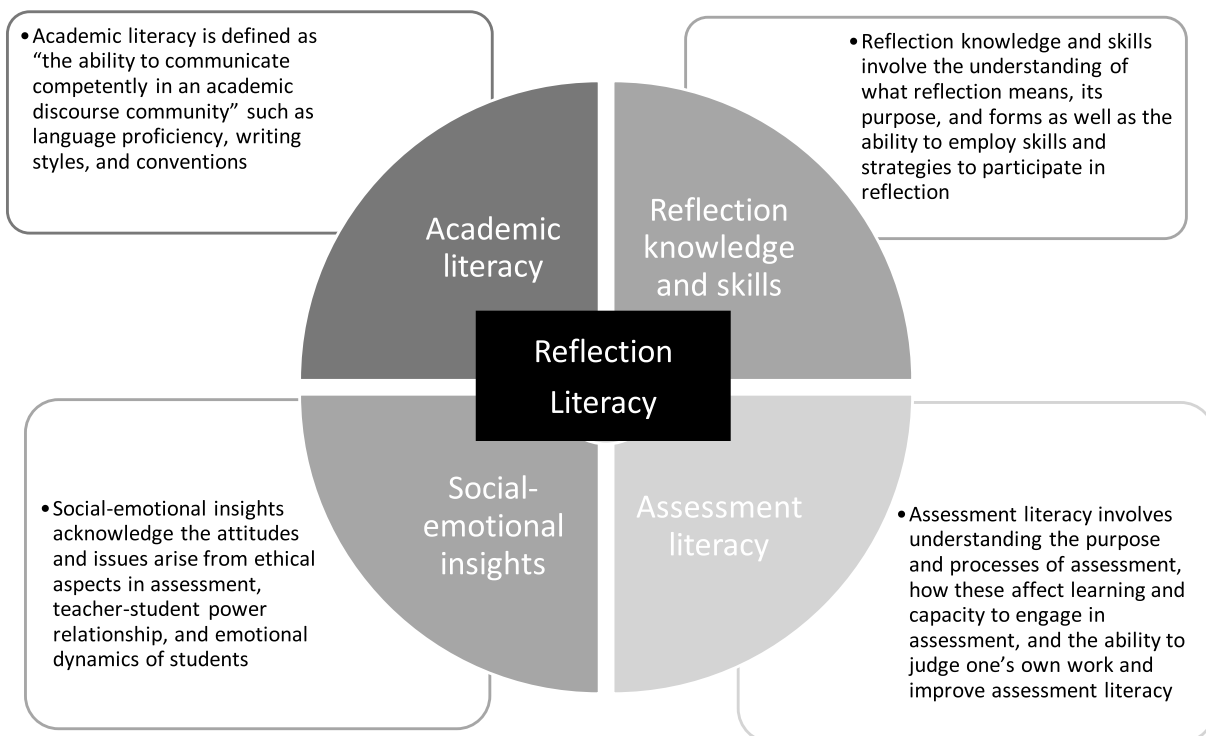 •Academic literacy is defined as
“the ability to communicate
competently in an academic
discourse community” such as
language proficiency, writing
styles, and conventions
•Reflection knowledge and skills
involve the understanding of
what reflection means, its
purpose, and forms as well as the
ability to employ skills and
strategies to participate in
reflection
Academic
literacy
Reflection
knowledge
and skills
Reflection
Literacy
Social-
emotional
insights
Assessment
literacy
•Social-emotional insights
acknowledge the attitudes
and issues arise from ethical
aspects in assessment,
teacher-student power
relationship, and emotional
dynamics of students
•Assessment literacy involves
understanding the purpose
and processes of assessment,
how these affect learning and
capacity to engage in
assessment, and the ability to
judge one’s own work and
improve assessment literacy